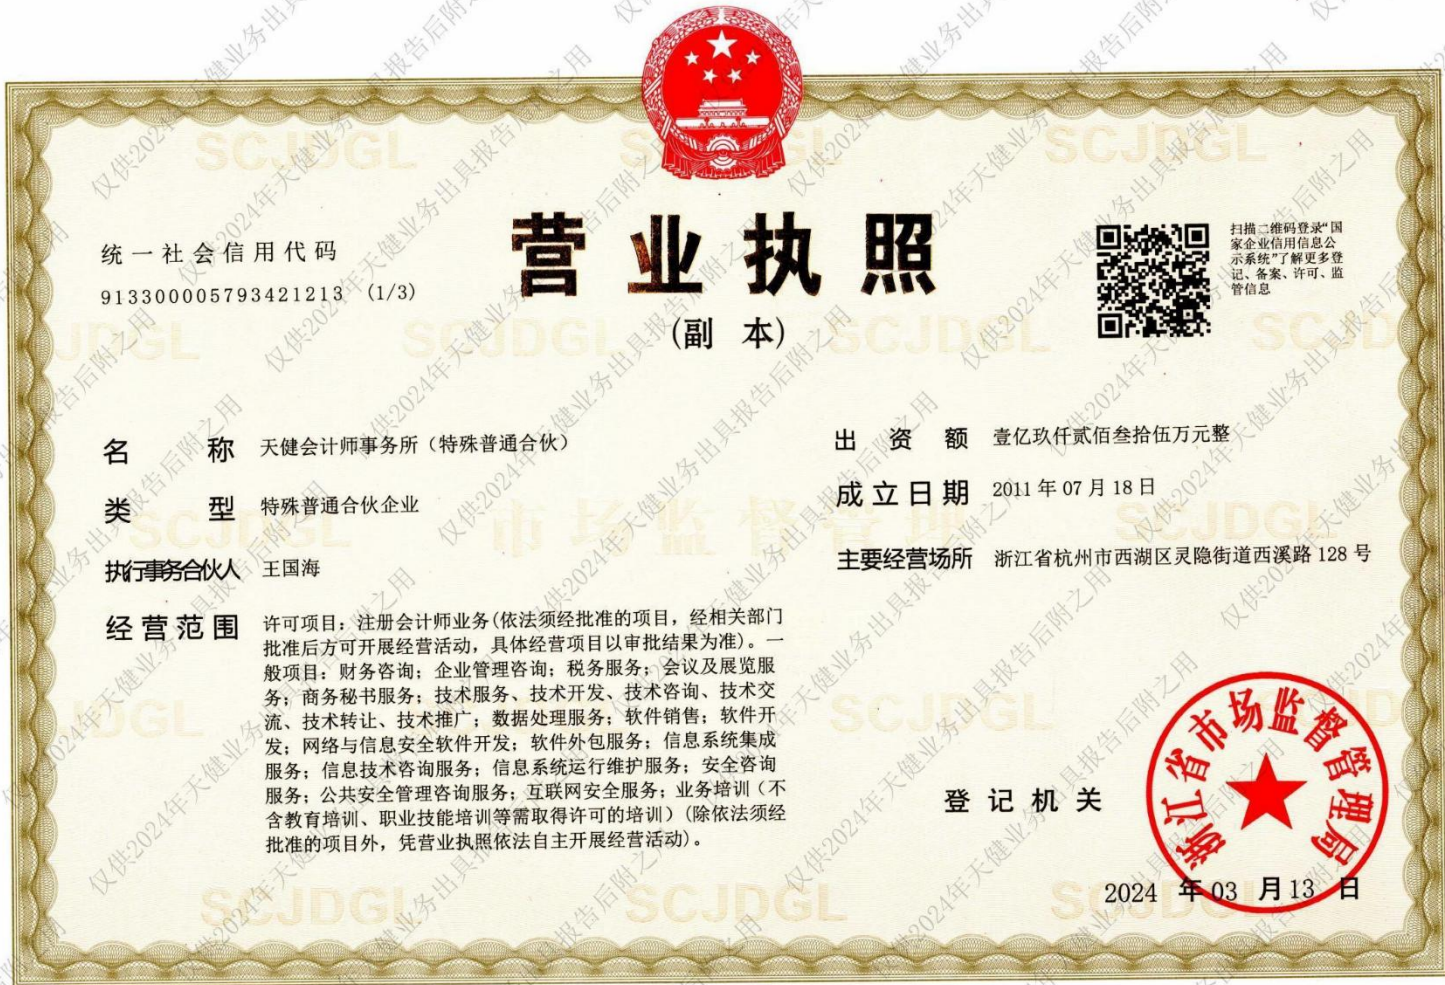 统一社会信用代码
913300005793421213 (1/3)
营业执照
(副 本)
扫描二维码登录“国
家企业信用信息公
示系统”了解更多登
记、备案、许可、监
管信息
名 称 天健会计师事务所（特殊普通合伙）
类 型 特殊普通合伙企业
执行事务合伙人 王国海
经营范围 许可项目：注册会计师业务(依法须经批准的项目，经相关部门
批准后方可开展经营活动，具体经营项目以审批结果为准)。一
般项目：财务咨询；企业管理咨询；税务服务；会议及展览服
务；商务秘书服务；技术服务、技术开发、技术咨询、技术交
流、技术转让、技术推广；数据处理服务；软件销售；软件开
发；网络与信息安全软件开发；软件外包服务；信息系统集成
服务；信息技术咨询服务；信息系统运行维护服务；安全咨询
服务；公共安全管理咨询服务；互联网安全服务；业务培训（不
含教育培训、职业技能培训等需取得许可的培训）(除依法须经
批准的项目外，凭营业执照依法自主开展经营活动)。
出 资 额 壹亿玖仟贰佰叁拾伍万元整
成立日期 2011年07月18日
主要经营场所 浙江省杭州市西湖区灵隐街道西溪路128号
登记机关
浙江省市场监督管理局
2024 年 03 月 13 日
仅供2024年天健业务出具报告后附之用
SCJDGL
市场监督管理